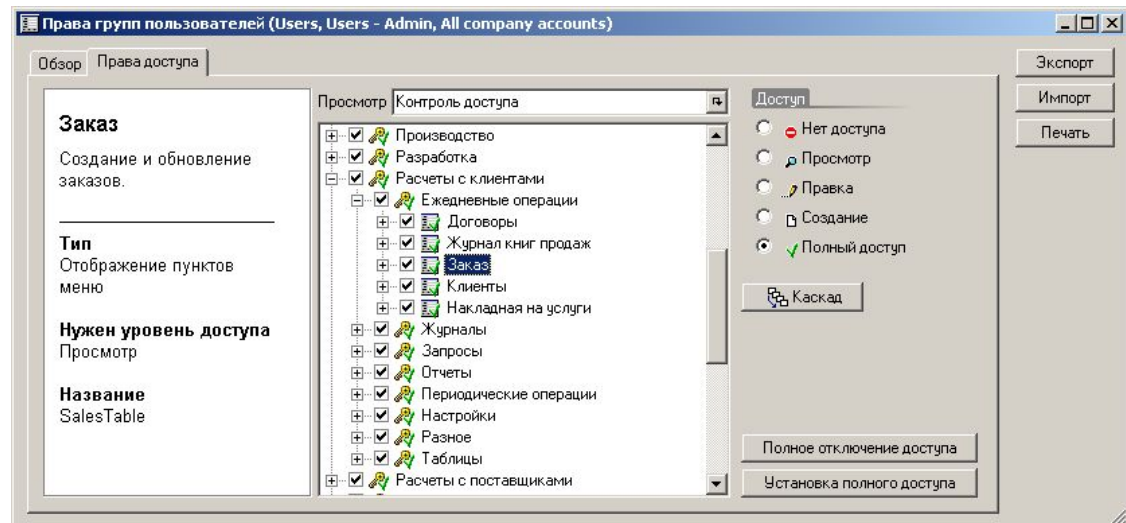 Права групп пользователей (Users, Users - Admin, All company accounts)
Обзор
Права доступа
Экспорт
Импорт
Печать
Заказ
Создание и обновление
заказов.
Тип
Отображение пунктов
меню
Нужен уровень доступа
Просмотр
Название
SalesTable
Просмотр Контроль доступа
Производство
Разработка
Расчеты с клиентами
Ежедневные операции
Договоры
Журнал книг продаж
Заказ
Клиенты
Накладная на услуги
Журналы
Запросы
Отчеты
Периодические операции
Настройки
Разное
Таблицы
Расчеты с поставщиками
Доступ
Нет доступа
Просмотр
Правка
Создание
Полный доступ
Каскад
Полное отключение доступа
Установка полного доступа